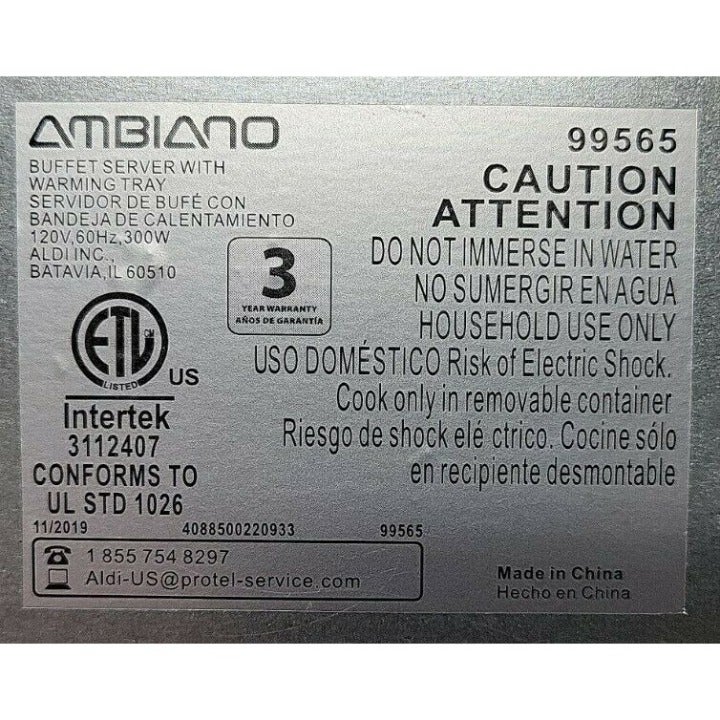 AMBIANO
BUFFET SERVER WITH
WARMING TRAY
SERVIDOR DE BUFÉ CON
BANDEJA DE CALENTAMIENTO
120V,60Hz,300W
ALDI INC.,
BATAVIA,IL 60510
3
YEAR WARRANTY
AÑOS DE GARANTÍA
ETL CM
LISTED
US
Intertek
3112407
CONFORMS TO
UL STD 1026
99565
CAUTION
ATTENTION
DO NOT IMMERSE IN WATER
NO SUMERGIR EN AGUA
HOUSEHOLD USE ONLY
USO DOMÉSTICO Risk of Electric Shock.
Cook only in removable container
Riesgo de shock elé ctrico. Cocine sólo
en recipiente desmontable
11/2019 4088500220933 99565
1 855 754 8297
Aldi-US@protel-service.com
Made in China
Hecho en China